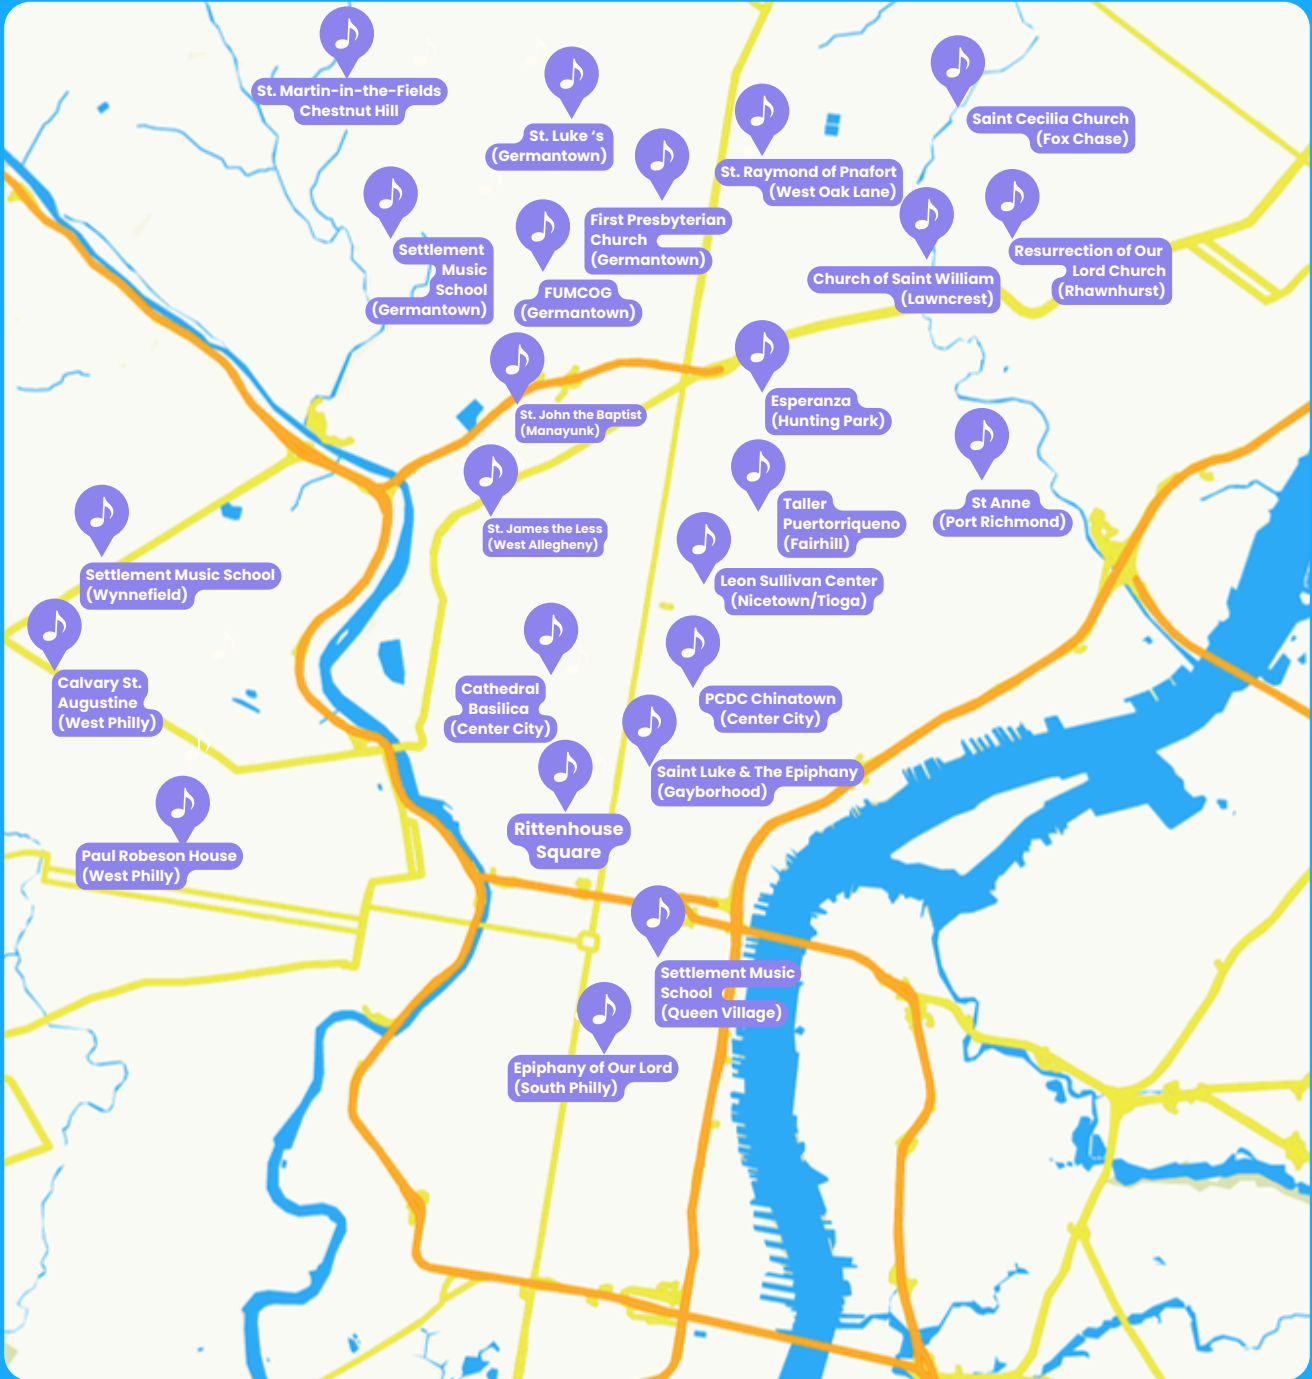 St. Martin-in-the-Fields
Chestnut Hill
St. Luke ‘s
(Germantown)
Saint Cecilia Church
(Fox Chase)
St. Raymond of Pnafort
(West Oak Lane)
First Presbyterian
Church
(Germantown)
Settlement
Music
School
(Germantown)
FUMCOG
(Germantown)
Church of Saint William
(Lawncrest)
Resurrection of Our
Lord Church
(Rhawnhurst)
St. John the Baptist
(Manayunk)
Esperanza
(Hunting Park)
St. James the Less
(West Allegheny)
Taller
Puertorriqueno
(Fairhill)
St Anne
(Port Richmond)
Settlement Music School
(Wynnefield)
Leon Sullivan Center
(Nicetown/Tioga)
Calvary St.
Augustine
(West Philly)
Cathedral
Basilica
(Center City)
PCDC Chinatown
(Center City)
Saint Luke & The Epiphany
(Gayborhood)
Rittenhouse
Square
Paul Robeson House
(West Philly)
Settlement Music
School
(Queen Village)
Epiphany of Our Lord
(South Philly)